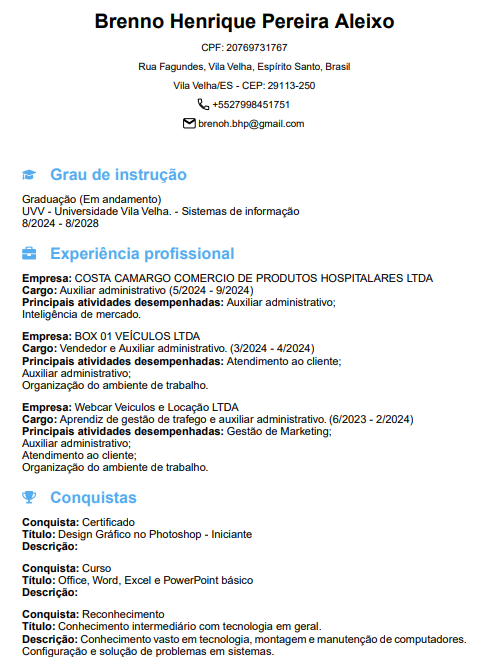 Brenno Henrique Pereira Aleixo
CPF: 20769731767
Rua Fagundes, Vila Velha, Espírito Santo, Brasil
Vila Velha/ES - CEP: 29113-250
+5527998451751
brenoh.bhp@gmail.com
Grau de instrução
Graduação (Em andamento)
UVV - Universidade Vila Velha. - Sistemas de informação
8/2024 - 8/2028
Experiência profissional
Empresa: COSTA CAMARGO COMERCIO DE PRODUTOS HOSPITALARES LTDA
Cargo: Auxiliar administrativo (5/2024 - 9/2024)
Principais atividades desempenhadas: Auxiliar administrativo;
Inteligência de mercado.
Empresa: BOX 01 VEÍCULOS LTDA
Cargo: Vendedor e Auxiliar administrativo. (3/2024 - 4/2024)
Principais atividades desempenhadas: Atendimento ao cliente;
Auxiliar administrativo;
Organização do ambiente de trabalho.
Empresa: Webcar Veiculos e Locação LTDA
Cargo: Aprendiz de gestão de trafego e auxiliar administrativo. (6/2023 - 2/2024)
Principais atividades desempenhadas: Gestão de Marketing;
Auxiliar administrativo;
Atendimento ao cliente;
Organização do ambiente de trabalho.
Conquistas
Conquista: Certificado
Título: Design Gráfico no Photoshop - Iniciante
Descrição:
Conquista: Curso
Título: Office, Word, Excel e PowerPoint básico
Descrição:
Conquista: Reconhecimento
Título: Conhecimento intermediário com tecnologia em geral.
Descrição: Conhecimento vasto em tecnologia, montagem e manutenção de computadores.
Configuração e solução de problemas em sistemas.